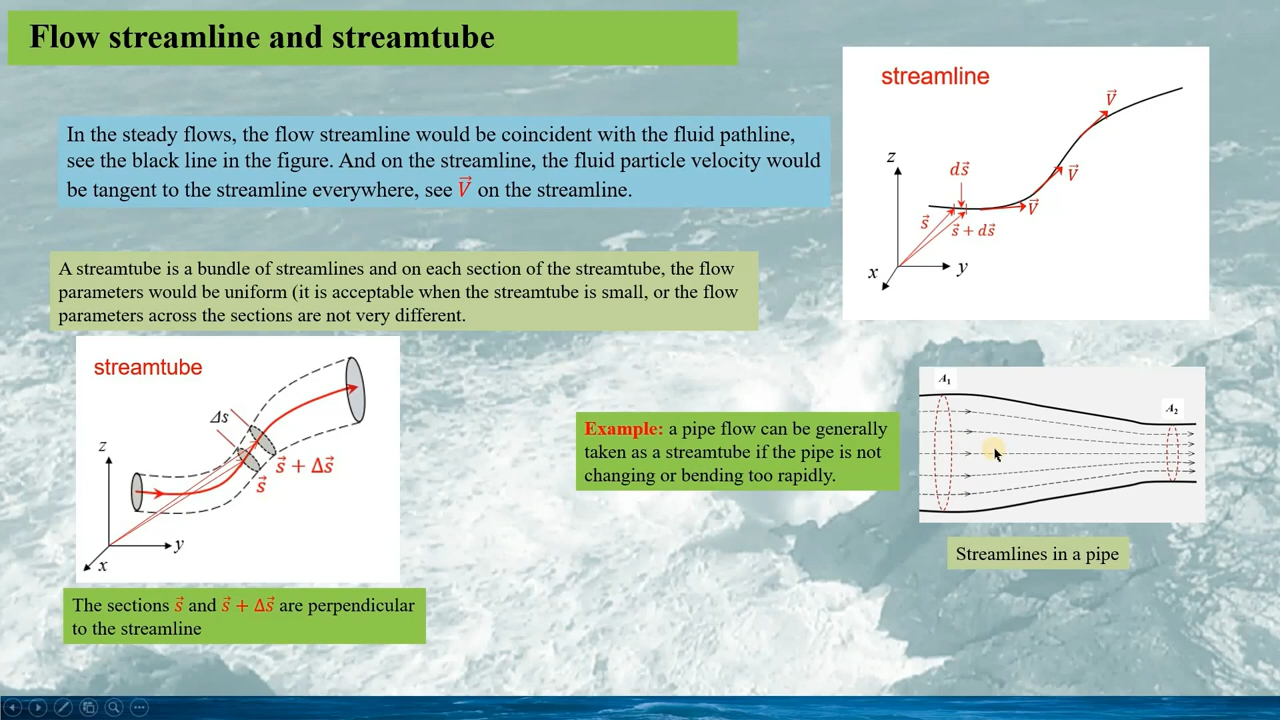 Flow streamline and streamtube
In the steady flows, the flow streamline would be coincident with the fluid pathline,
see the black line in the figure. And on the streamline, the fluid particle velocity would
be tangent to the streamline everywhere, see V⃗ on the streamline.
streamline
V⃗
z
ds⃗
V⃗
V⃗
s⃗
s⃗ + ds⃗
x
y
A streamtube is a bundle of streamlines and on each section of the streamtube, the flow
parameters would be uniform (it is acceptable when the streamtube is small, or the flow
parameters across the sections are not very different.
streamtube
Δs
z
s⃗ + Δs⃗
s⃗
y
x
The sections s⃗ and s⃗ + Δs⃗ are perpendicular
to the streamline
Example: a pipe flow can be generally
taken as a streamtube if the pipe is not
changing or bending too rapidly.
A₁
A₂
Streamlines in a pipe